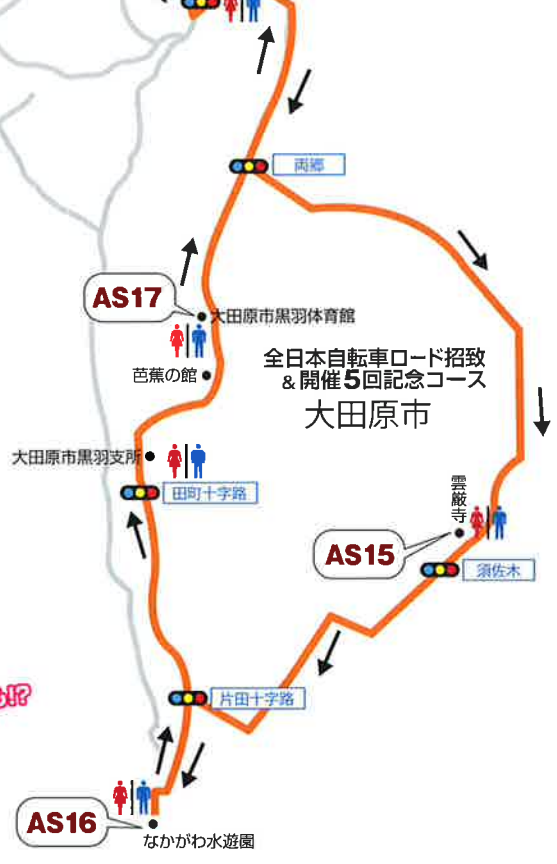 両郷
AS17
大田原市黒羽体育館
芭蕉の館
全日本自転車ロード招致
&開催5回記念コース
大田原市
大田原市黒羽支所
田町十字路
雲厳寺
AS15
須佐木
!?
片田十字路
AS16
なかがわ水遊園